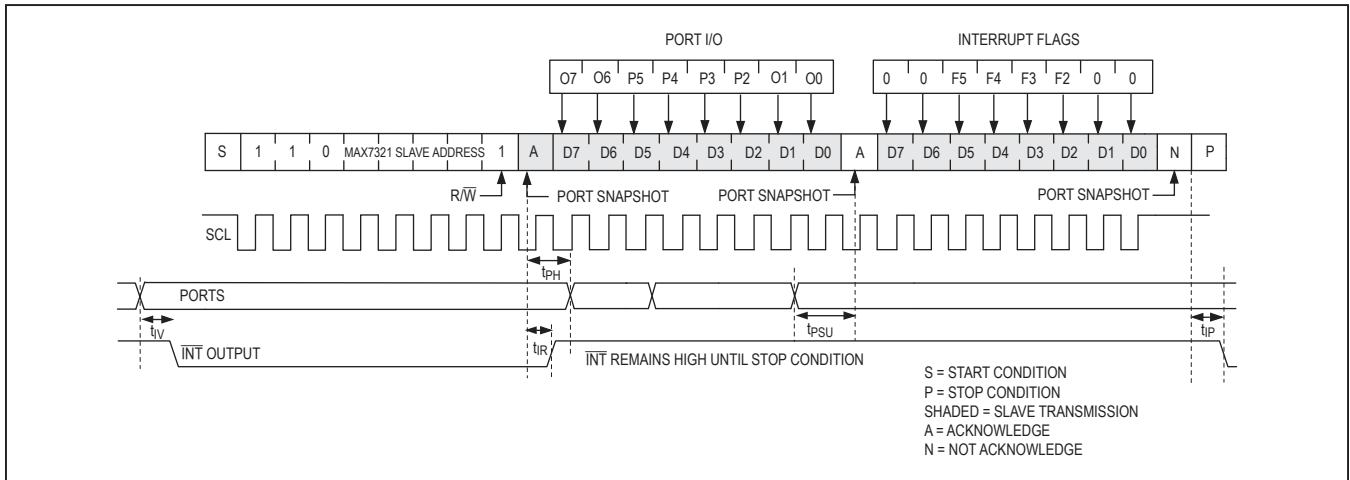 PORT I/O INTERRUPT FLAGS
O7 O6 P5 P4 P3 P2 O1 O0 0 0 F5 F4 F3 F2 0 0
S 1 1 0 MAX7321 SLAVE ADDRESS 1 A D7 D6 D5 D4 D3 D2 D1 D0 A D7 D6 D5 D4 D3 D2 D1 D0 N P
R/W̅ PORT SNAPSHOT PORT SNAPSHOT PORT SNAPSHOT
SCL
tPH
PORTS
tIV tPSU tIP
I̅N̅T̅ OUTPUT tIR I̅N̅T̅ REMAINS HIGH UNTIL STOP CONDITION
S = START CONDITION
P = STOP CONDITION
SHADED = SLAVE TRANSMISSION
A = ACKNOWLEDGE
N = NOT ACKNOWLEDGE